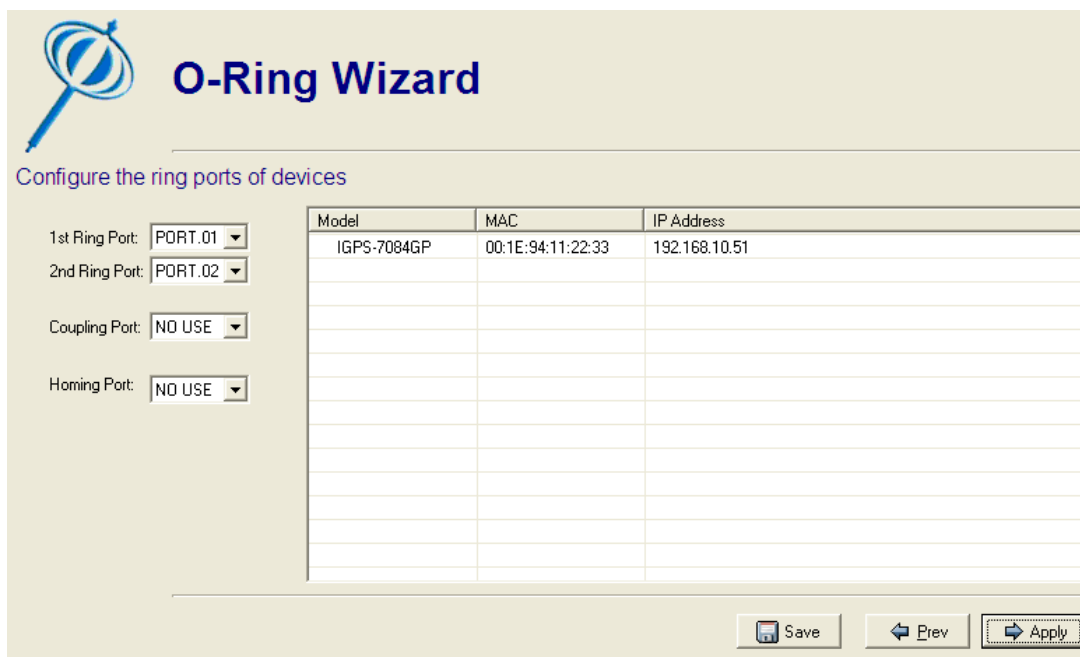 O-Ring Wizard
Configure the ring ports of devices
1st Ring Port: PORT.01
2nd Ring Port: PORT.02
Coupling Port: NO USE
Homing Port: NO USE
Model MAC IP Address
IGPS-7084GP 00:1E:94:11:22:33 192.168.10.51
Save Prev Apply